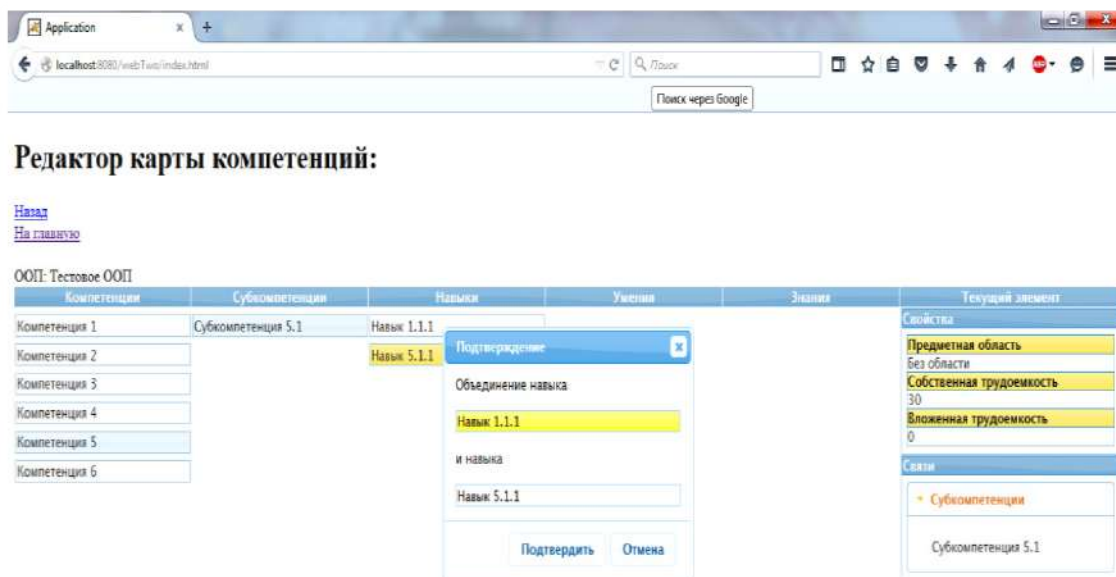 Application
localhost:8080/webTwo/index.html
Поиск
ABP
Поиск через Google
Редактор карты компетенций:
Назад
На главную
ООП: Тестовое ООП
Компетенции Субкомпетенции Навыки Умения Знания Текущий элемент
Компетенция 1 Субкомпетенция 5.1 Навык 1.1.1
Компетенция 2 Навык 5.1.1
Компетенция 3
Компетенция 4
Компетенция 5
Компетенция 6
Подтверждение
Объединение навыка
Навык 1.1.1
и навыка
Навык 5.1.1
Подтвердить Отмена
Свойства
Предметная область
Без области
Собственная трудоемкость
30
Вложенная трудоемкость
0
Связи
Субкомпетенции
Субкомпетенция 5.1